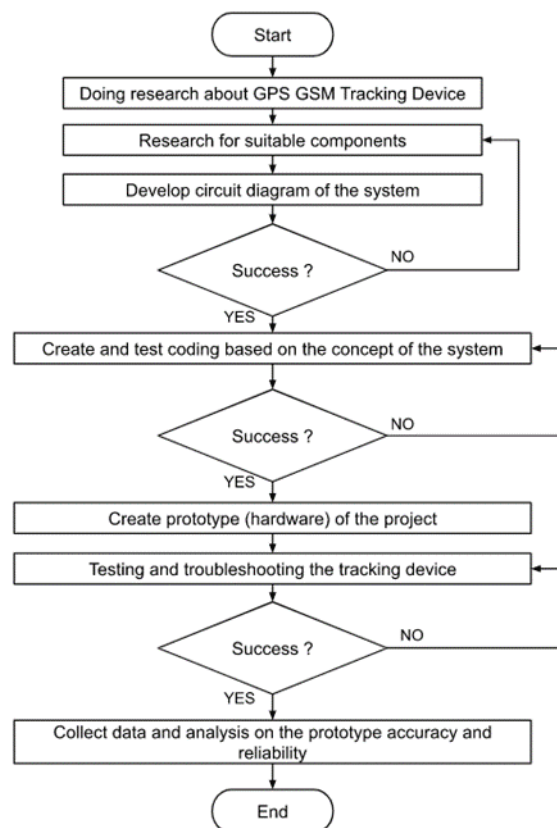 Start
Doing research about GPS GSM Tracking Device
Research for suitable components
Develop circuit diagram of the system
Success ?
NO
YES
Create and test coding based on the concept of the system
Success ?
NO
YES
Create prototype (hardware) of the project
Testing and troubleshooting the tracking device
Success ?
NO
YES
Collect data and analysis on the prototype accuracy and
reliability
End